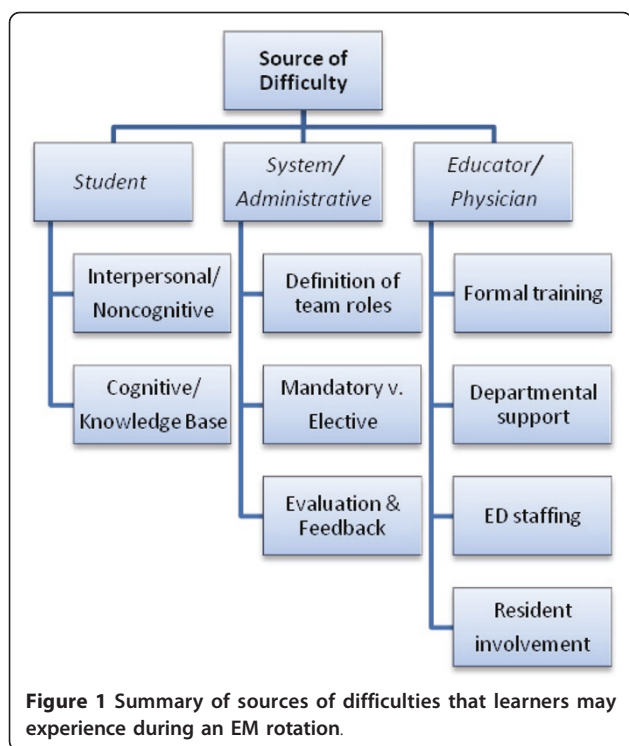 Source of
Difficulty
Student
System/
Administrative
Educator/
Physician
Interpersonal/
Noncognitive
Cognitive/
Knowledge Base
Definition of
team roles
Mandatory v.
Elective
Evaluation &
Feedback
Formal training
Departmental
support
ED staffing
Resident
involvement
Figure 1 Summary of sources of difficulties that learners may
experience during an EM rotation.